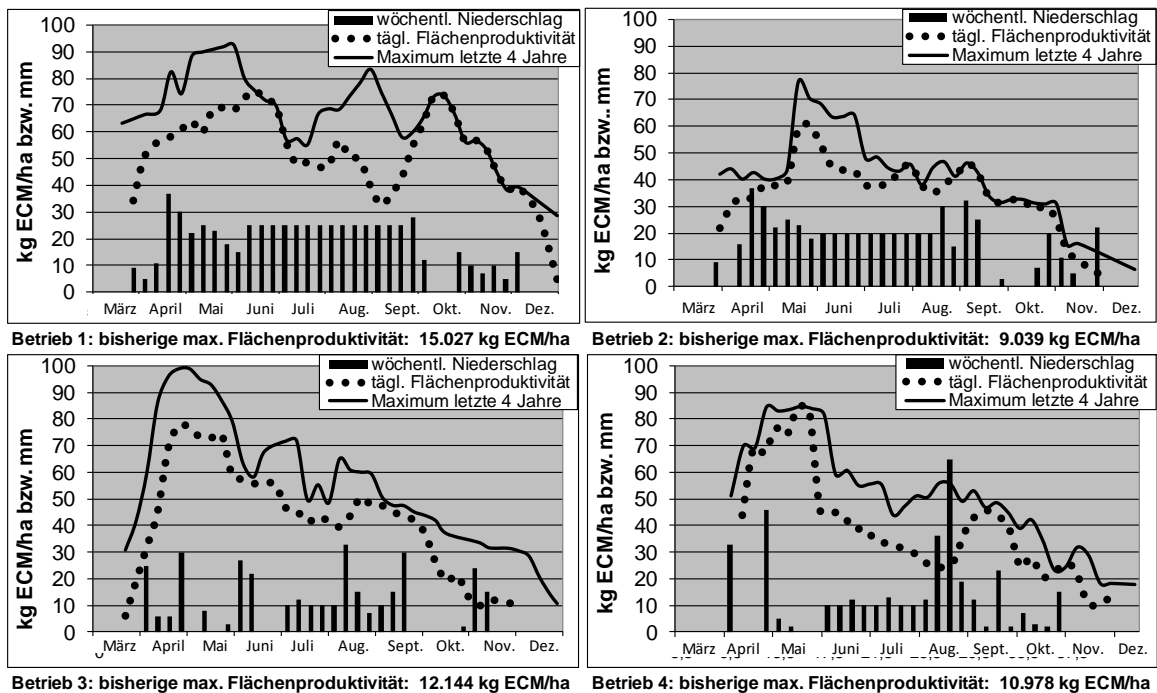 wöchentl. Niederschlag
tägl. Flächenproduktivität
Maximum letzte 4 Jahre
kg ECM/ha bzw. mm
100
90
80
70
60
50
40
30
20
10
0
März April Mai Juni Juli Aug. Sept. Okt. Nov. Dez.
Betrieb 1: bisherige max. Flächenproduktivität: 15.027 kg ECM/ha
wöchentl. Niederschlag
tägl. Flächenproduktivität
Maximum letzte 4 Jahre
kg ECM/ha bzw.. mm
100
90
80
70
60
50
40
30
20
10
0
März April Mai Juni Juli Aug. Sept. Okt. Nov. Dez.
Betrieb 2: bisherige max. Flächenproduktivität: 9.039 kg ECM/ha
wöchentl. Niederschlag
tägl. Flächenproduktivität
Maximum letzte 4 Jahre
kg ECM/ha bzw. mm
100
90
80
70
60
50
40
30
20
10
0
März April Mai Juni Juli Aug. Sept. Okt. Nov. Dez.
Betrieb 3: bisherige max. Flächenproduktivität: 12.144 kg ECM/ha
wöchentl. Niederschlag
tägl. Flächenproduktivität
Maximum letzte 4 Jahre
kg ECM/ha bzw. mm
100
90
80
70
60
50
40
30
20
10
0
März April Mai Juni Juli Aug. Sept. Okt. Nov. Dez.
Betrieb 4: bisherige max. Flächenproduktivität: 10.978 kg ECM/ha